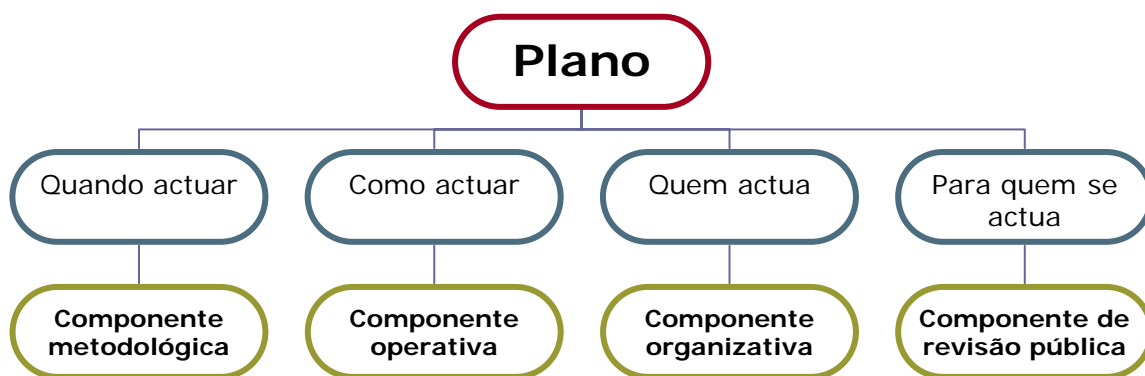 Plano
Quando actuar
Como actuar
Quem actua
Para quem se
actua
Componente
metodológica
Componente
operativa
Componente
organizativa
Componente de
revisão pública